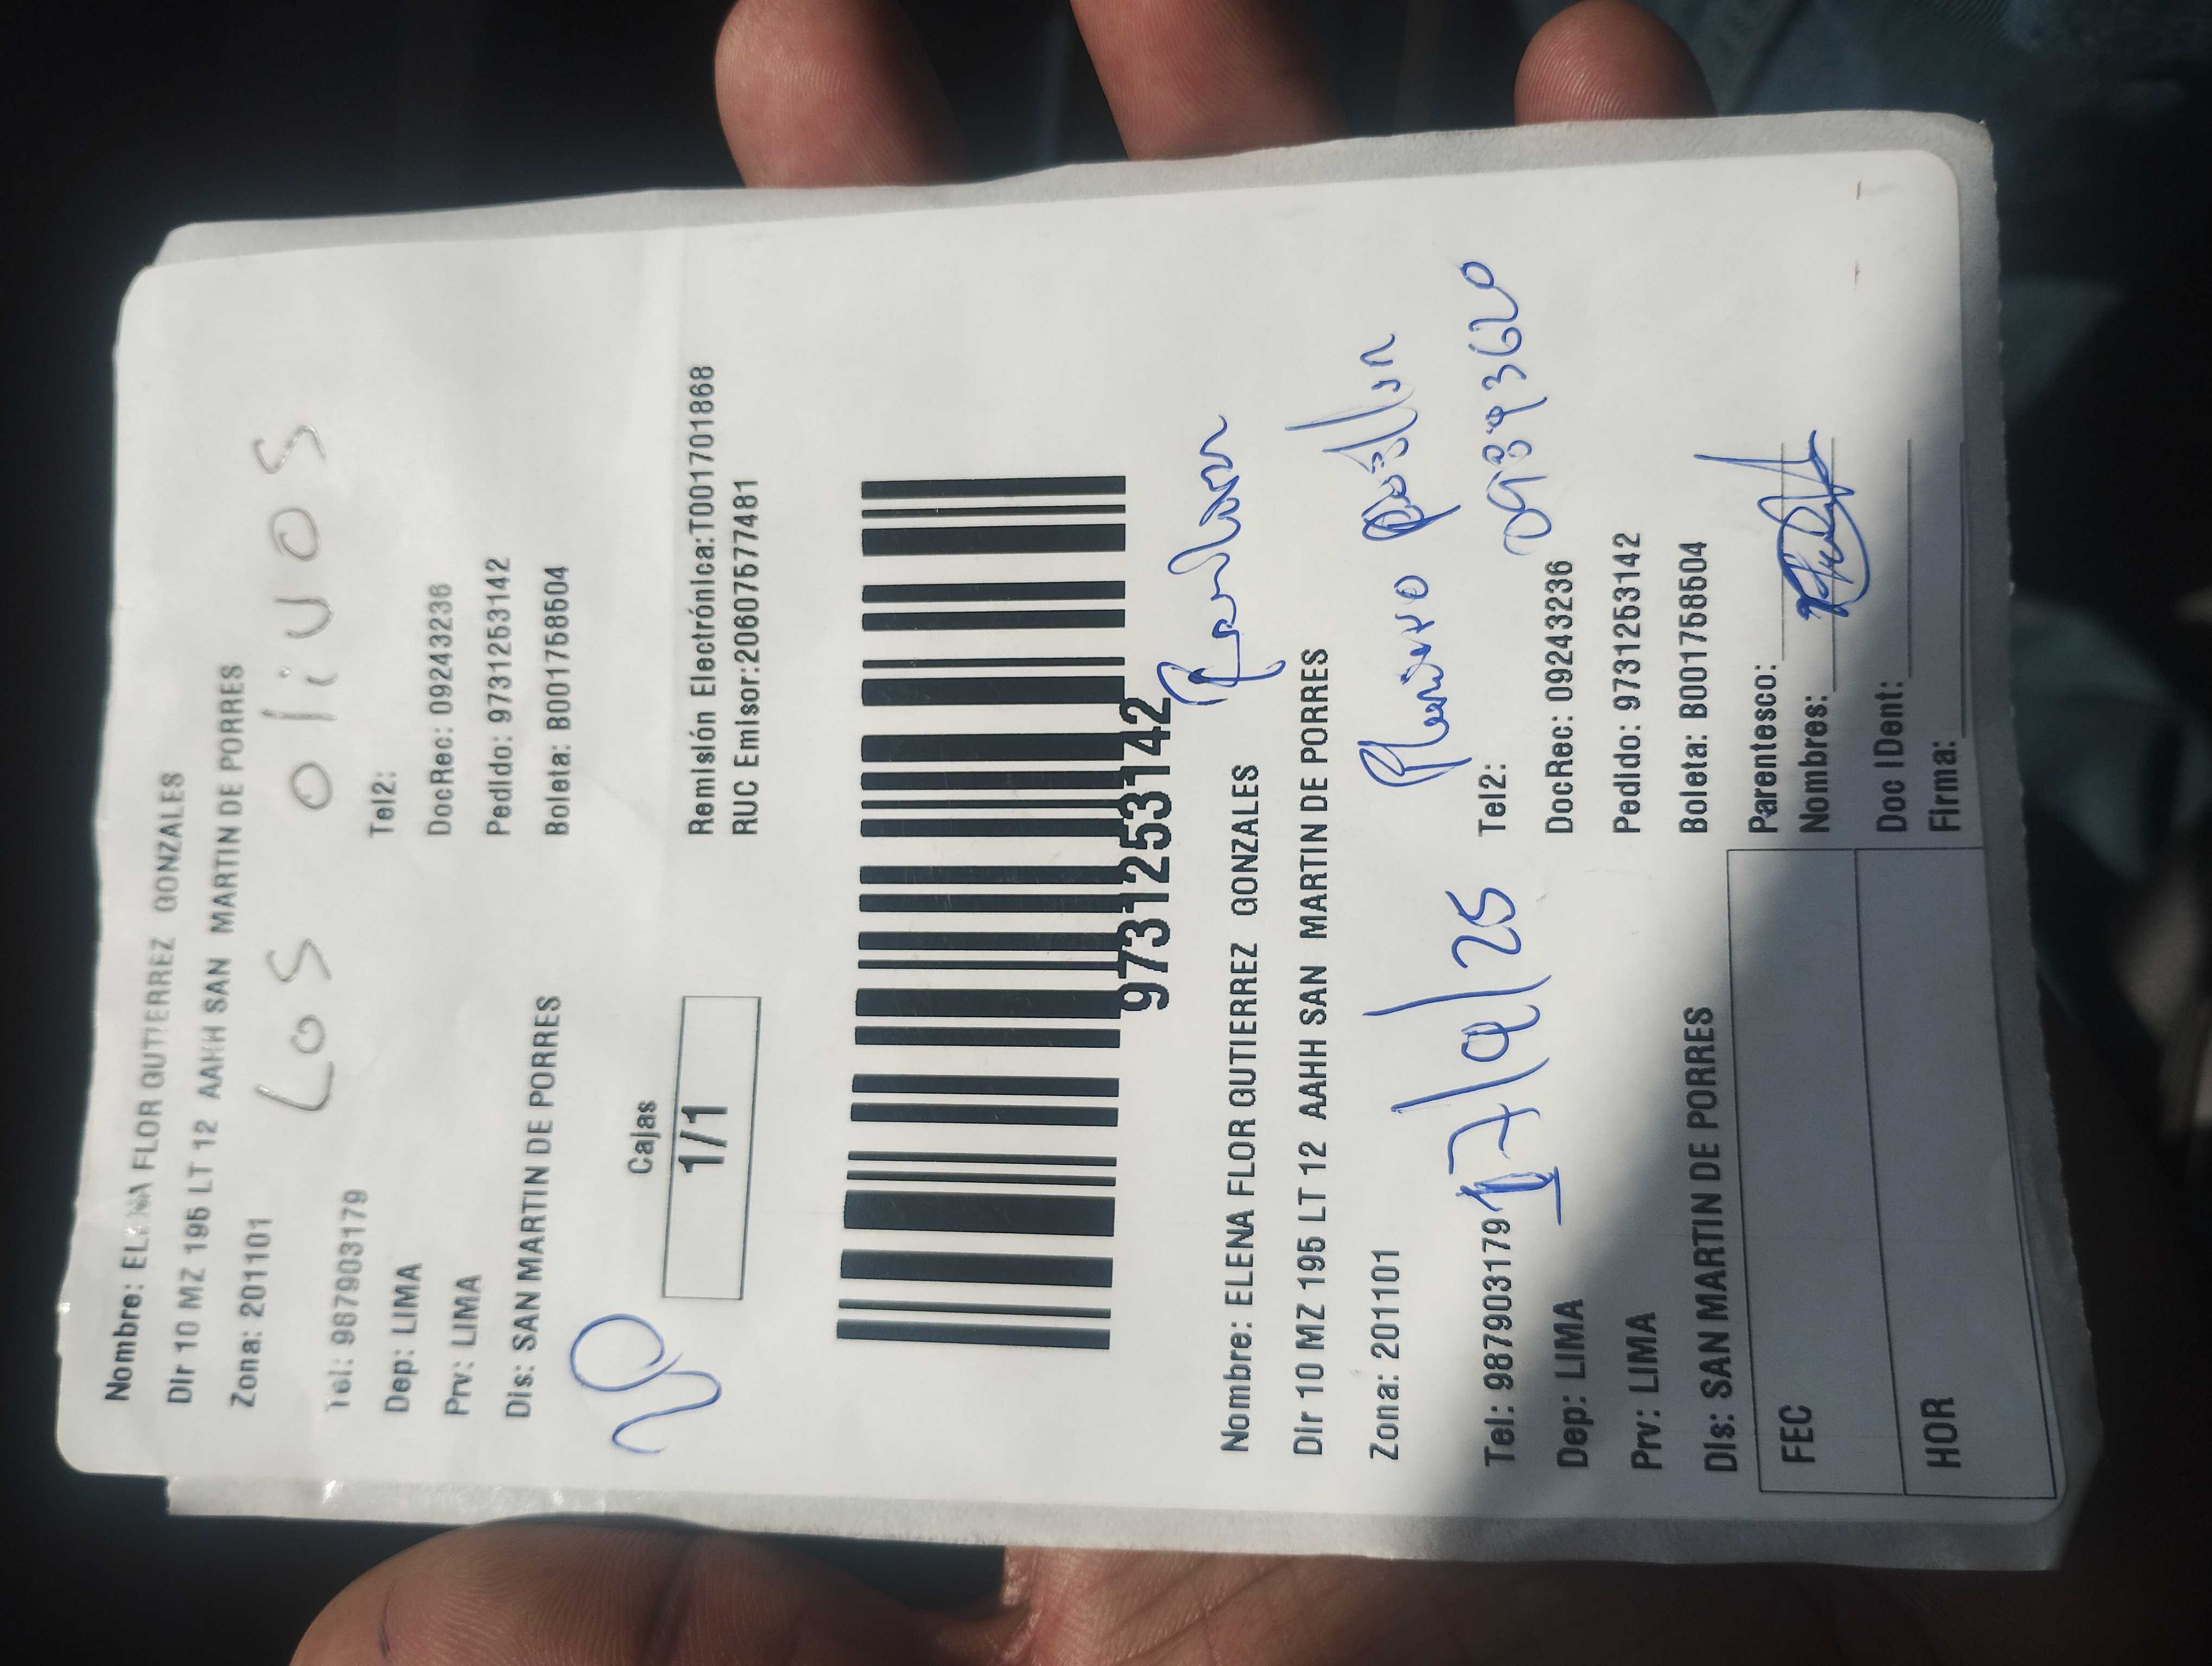 Nombre: ELENA FLOR GUTIERREZ GONZALES
Dir 10 MZ 195 LT 12 AAHH SAN MARTIN DE PORRES
Zona: 201101
Los olivos
Tel: 987903179 Tel2:
Dep: LIMA DocRec: 09243236
Prv: LIMA Pedido: 9731253142
Dis: SAN MARTIN DE PORRES Boleta: B001758504
Cajas
1/1
Remisión Electrónica:T001701868
RUC Emisor:20607577481
9731253142
Nombre: ELENA FLOR GUTIERREZ GONZALES
Dir 10 MZ 195 LT 12 AAHH SAN MARTIN DE PORRES
Zona: 201101
Tel: 987903179 17/9/25 Tel2:
Dep: LIMA DocRec: 09243236
Prv: LIMA Pedido: 9731253142
Dis: SAN MARTIN DE PORRES Boleta: B001758504
FEC
HOR
Parentesco:
Nombres:
Doc IDent:
Firma: